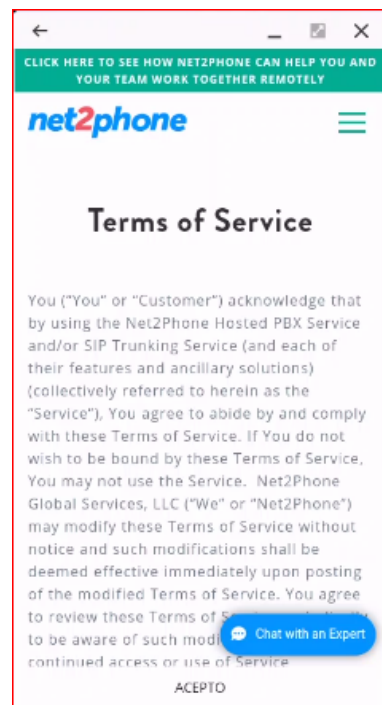 CLICK HERE TO SEE HOW NET2PHONE CAN HELP YOU AND
YOUR TEAM WORK TOGETHER REMOTELY
net2phone
Terms of Service
You (“You” or “Customer”) acknowledge that
by using the Net2Phone Hosted PBX Service
and/or SIP Trunking Service (and each of
their features and ancillary solutions)
(collectively referred to herein as the
“Service”), You agree to abide by and comply
with these Terms of Service. If You do not
wish to be bound by these Terms of Service,
You may not use the Service. Net2Phone
Global Services, LLC (“We” or “Net2Phone”)
may modify these Terms of Service without
notice and such modifications shall be
deemed effective immediately upon posting
of the modified Terms of Service. You agree
to review these Terms of
to be aware of such
Chat with an Expert
continued access or use of Service
ACEPTO